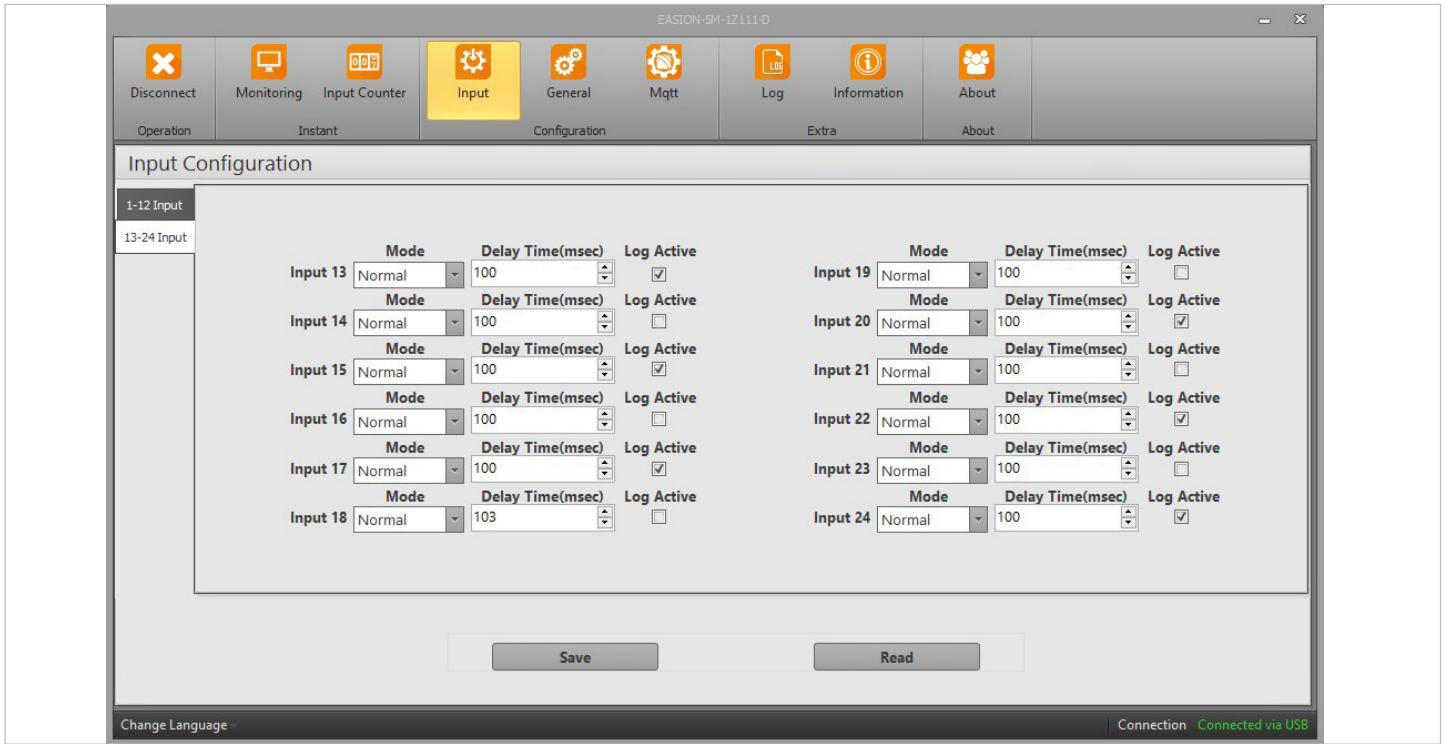 EASION-SM-1Z111-D
Disconnect Monitoring Input Counter Input General Mqtt Log Information About
Operation Instant Configuration Extra About
Input Configuration
1-12 Input
13-24 Input
Mode Delay Time(msec) Log Active Mode Delay Time(msec) Log Active
Input 13 Normal 100 Input 19 Normal 100
Mode Delay Time(msec) Log Active Mode Delay Time(msec) Log Active
Input 14 Normal 100 Input 20 Normal 100
Mode Delay Time(msec) Log Active Mode Delay Time(msec) Log Active
Input 15 Normal 100 Input 21 Normal 100
Mode Delay Time(msec) Log Active Mode Delay Time(msec) Log Active
Input 16 Normal 100 Input 22 Normal 100
Mode Delay Time(msec) Log Active Mode Delay Time(msec) Log Active
Input 17 Normal 100 Input 23 Normal 100
Mode Delay Time(msec) Log Active Mode Delay Time(msec) Log Active
Input 18 Normal 103 Input 24 Normal 100
Save Read
Change Language Connection Connected via USB